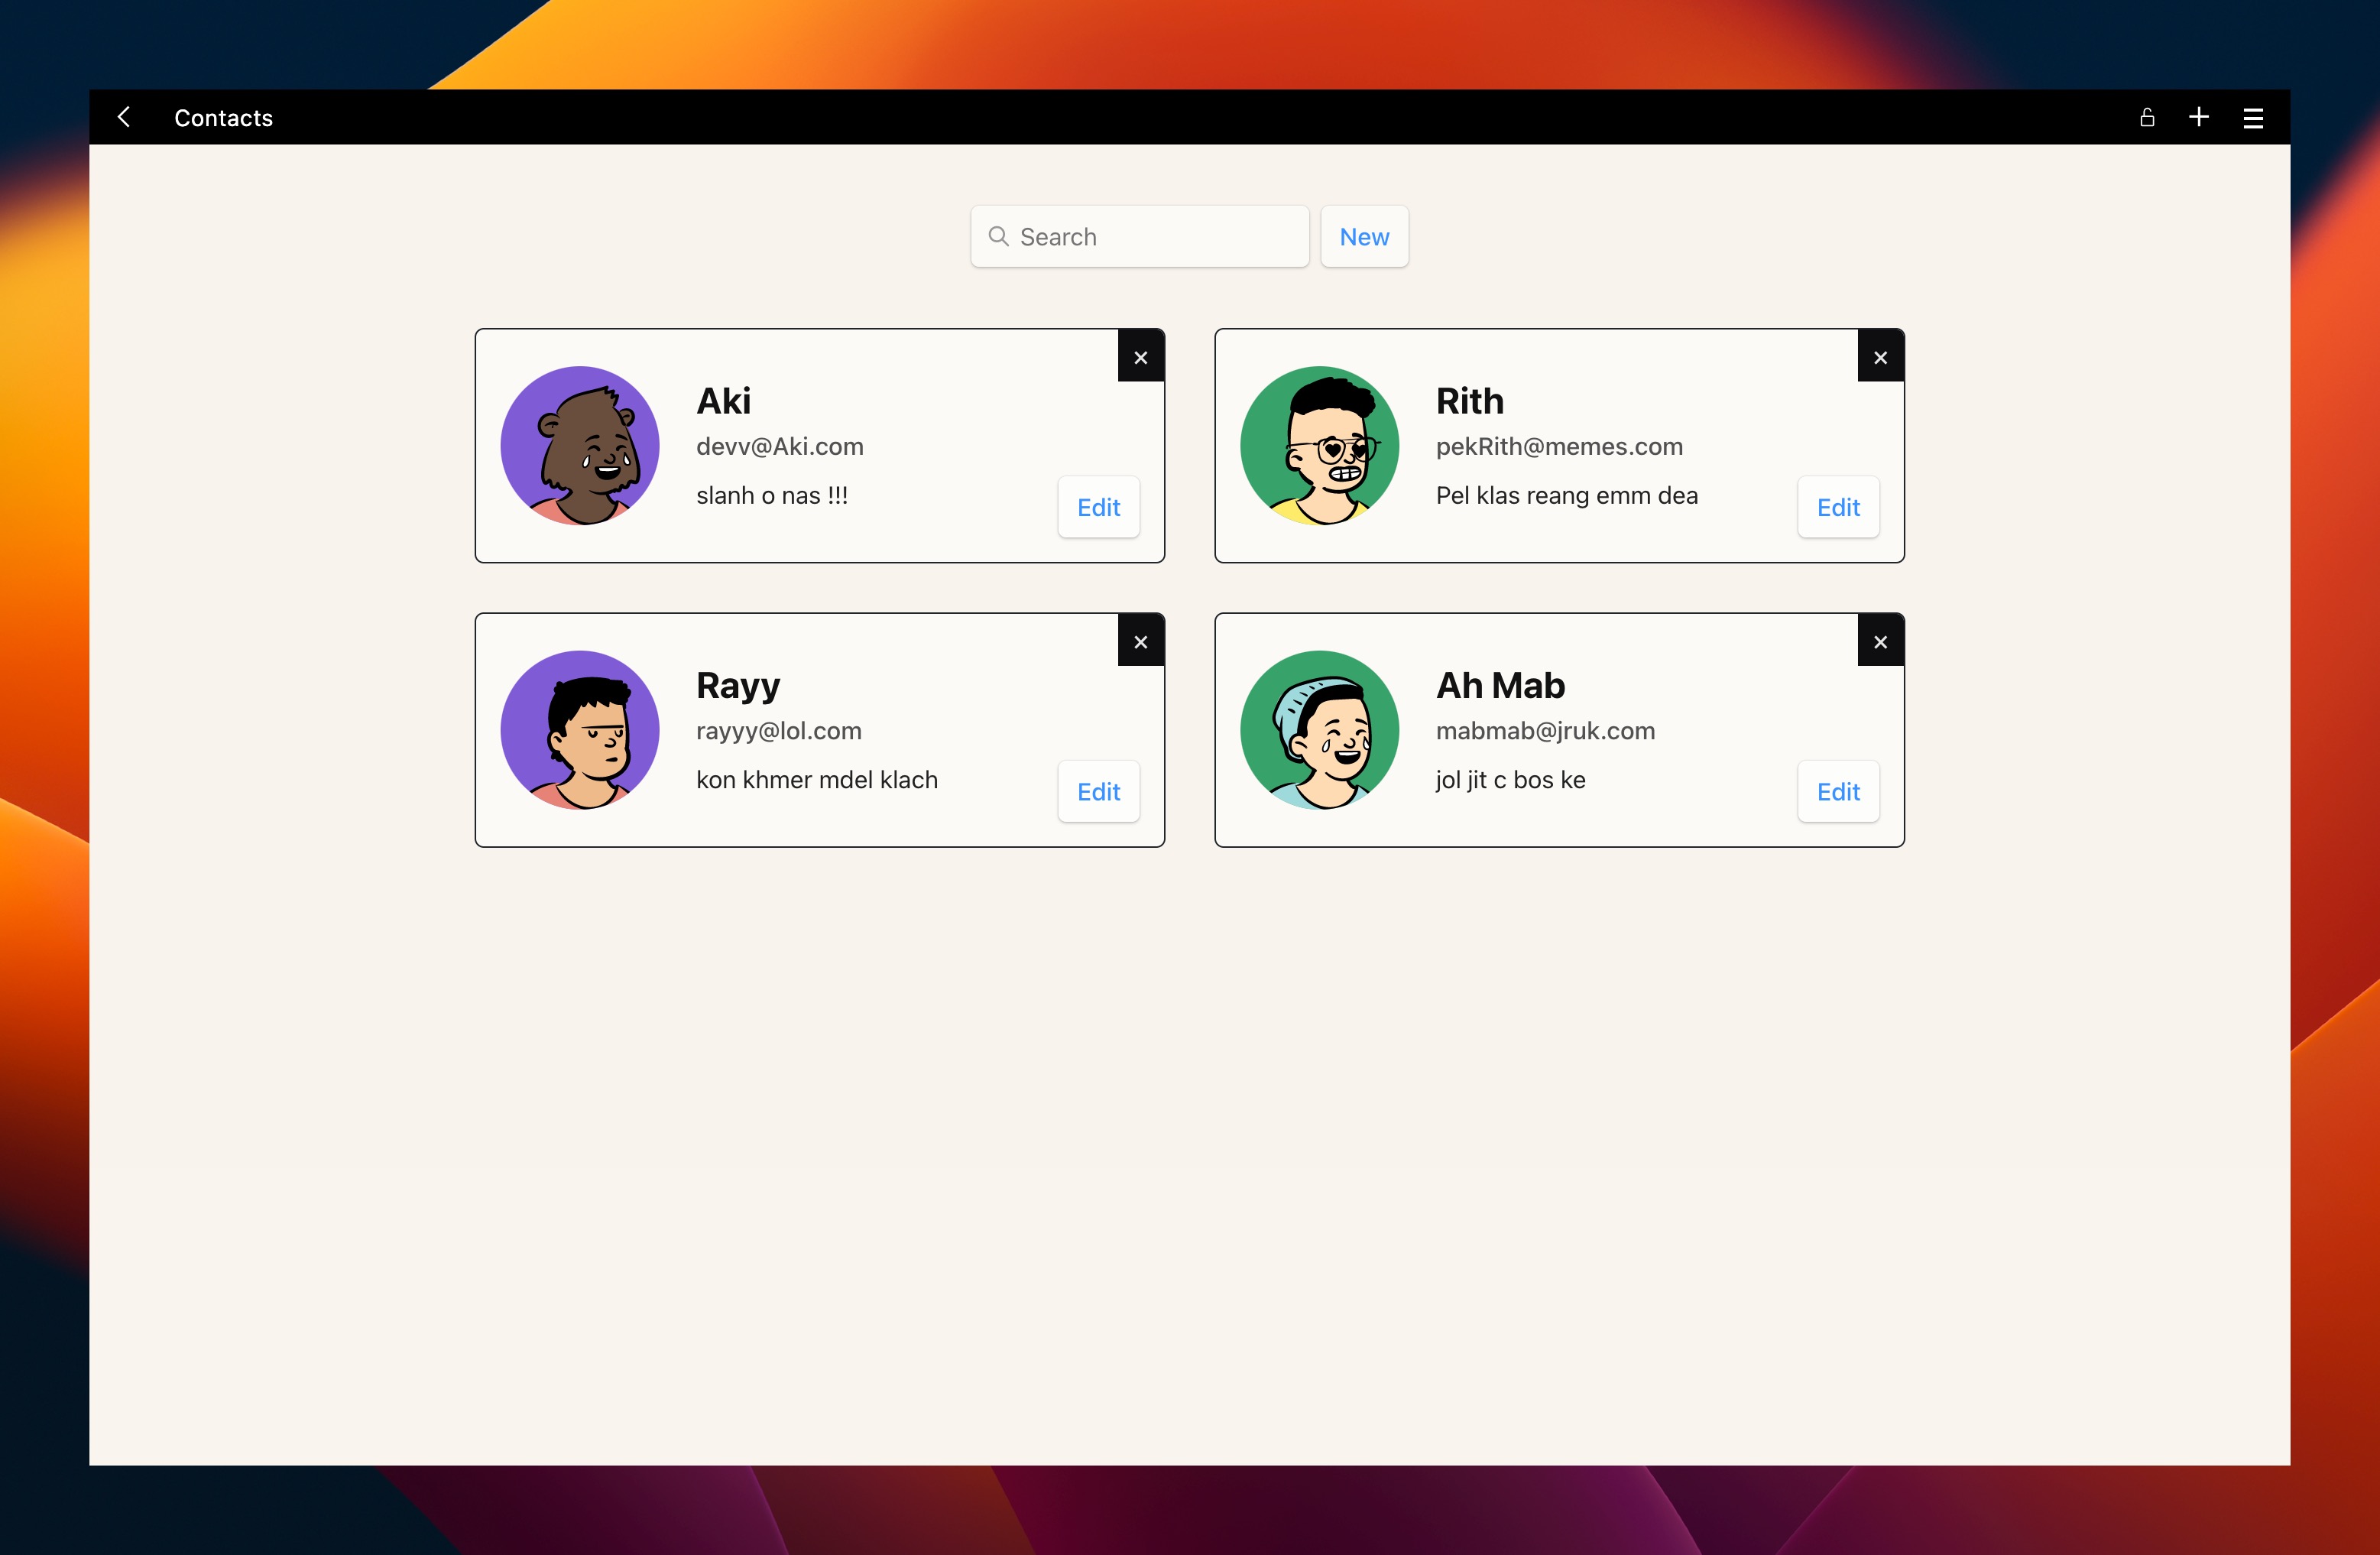 Contacts
Search
New
Aki
devv@Aki.com
slanh o nas !!!
Edit
Rith
pekRith@memes.com
Pel klas reang emm dea
Edit
Rayy
rayyy@lol.com
kon khmer mdel klach
Edit
Ah Mab
mabmab@jruk.com
jol jit c bos ke
Edit